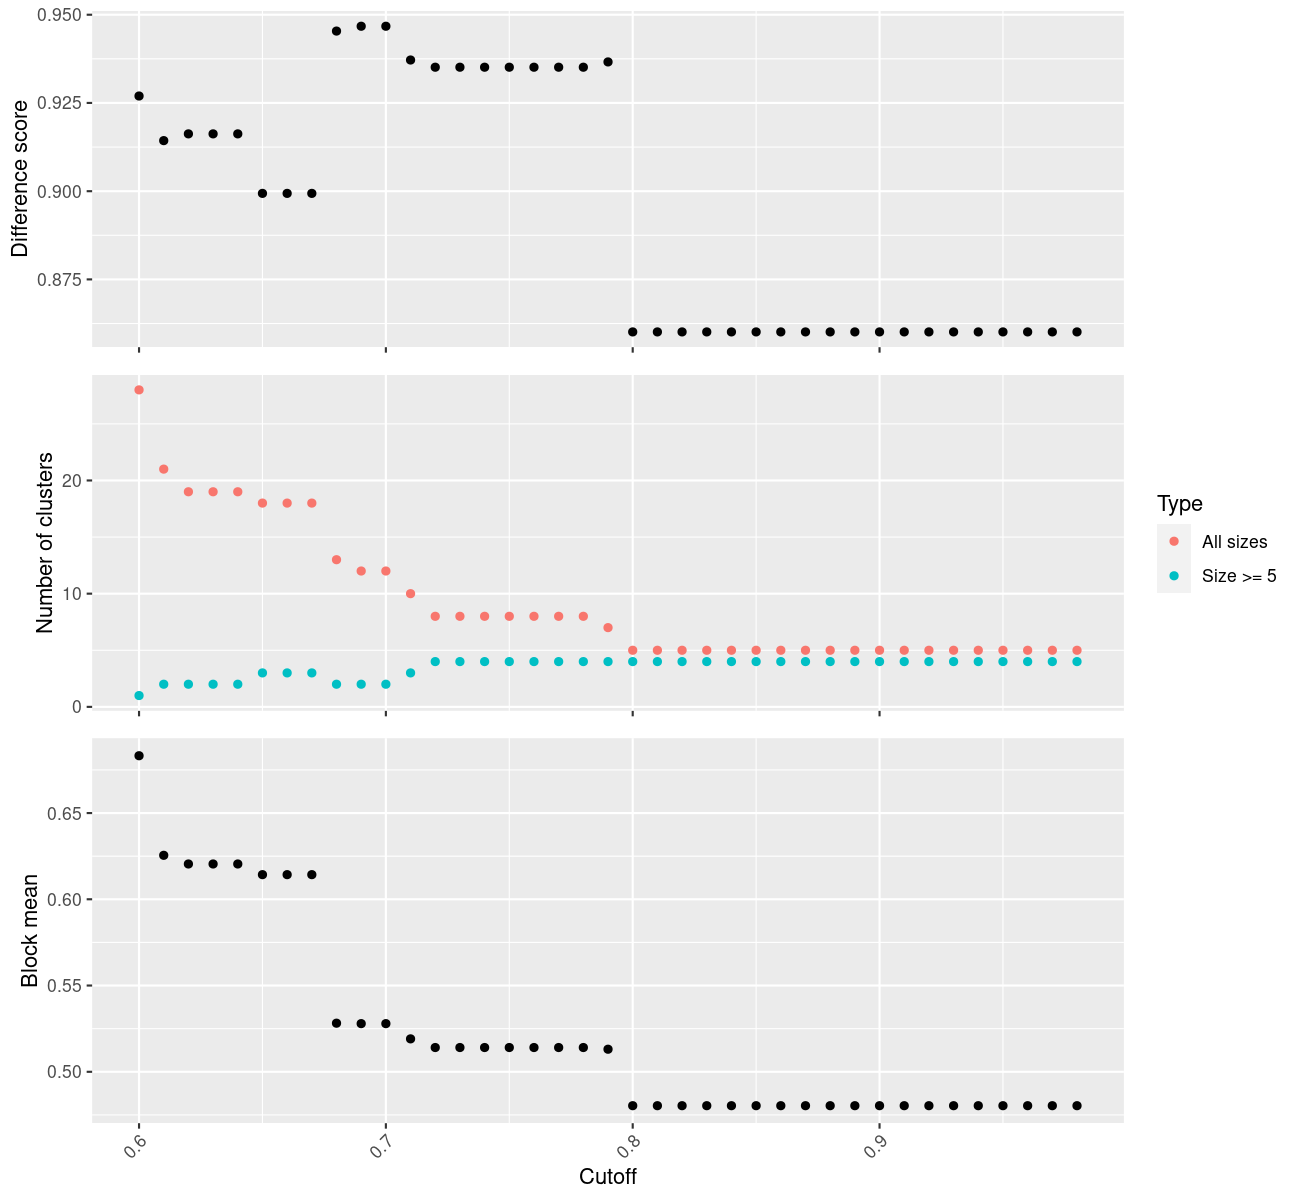 0.950
0.925
0.900
0.875
Difference score
20
10
0
Number of clusters
Type
All sizes
Size >= 5
0.65
0.60
0.55
0.50
Block mean
0.6
0.7
0.8
0.9
Cutoff